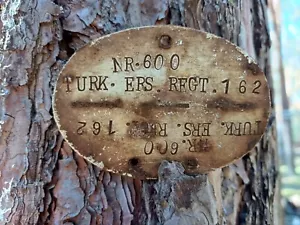 NR. 600
TURK. ERS. REGT. 162
TURK. ERS. REGT. 162
NR. 600